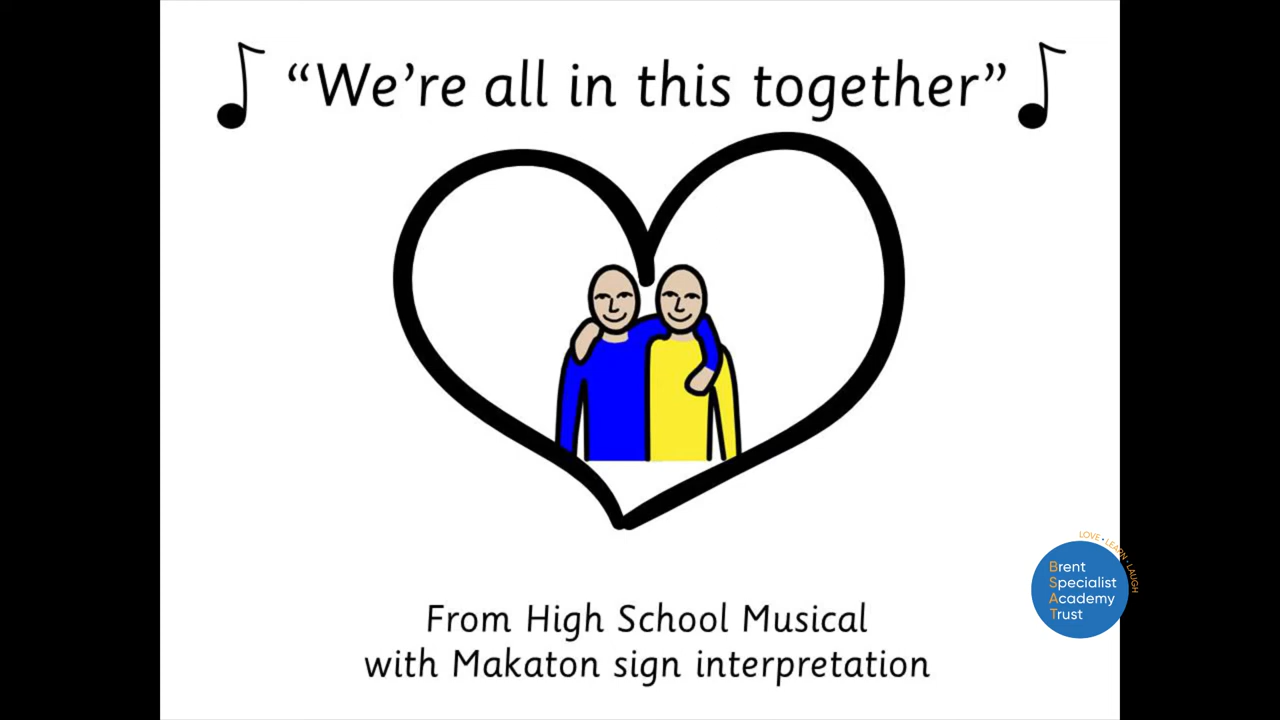 “We’re all in this together”
From High School Musical
with Makaton sign interpretation
LOVE • LEARN • LAUGH
Brent
Specialist
Academy
Trust